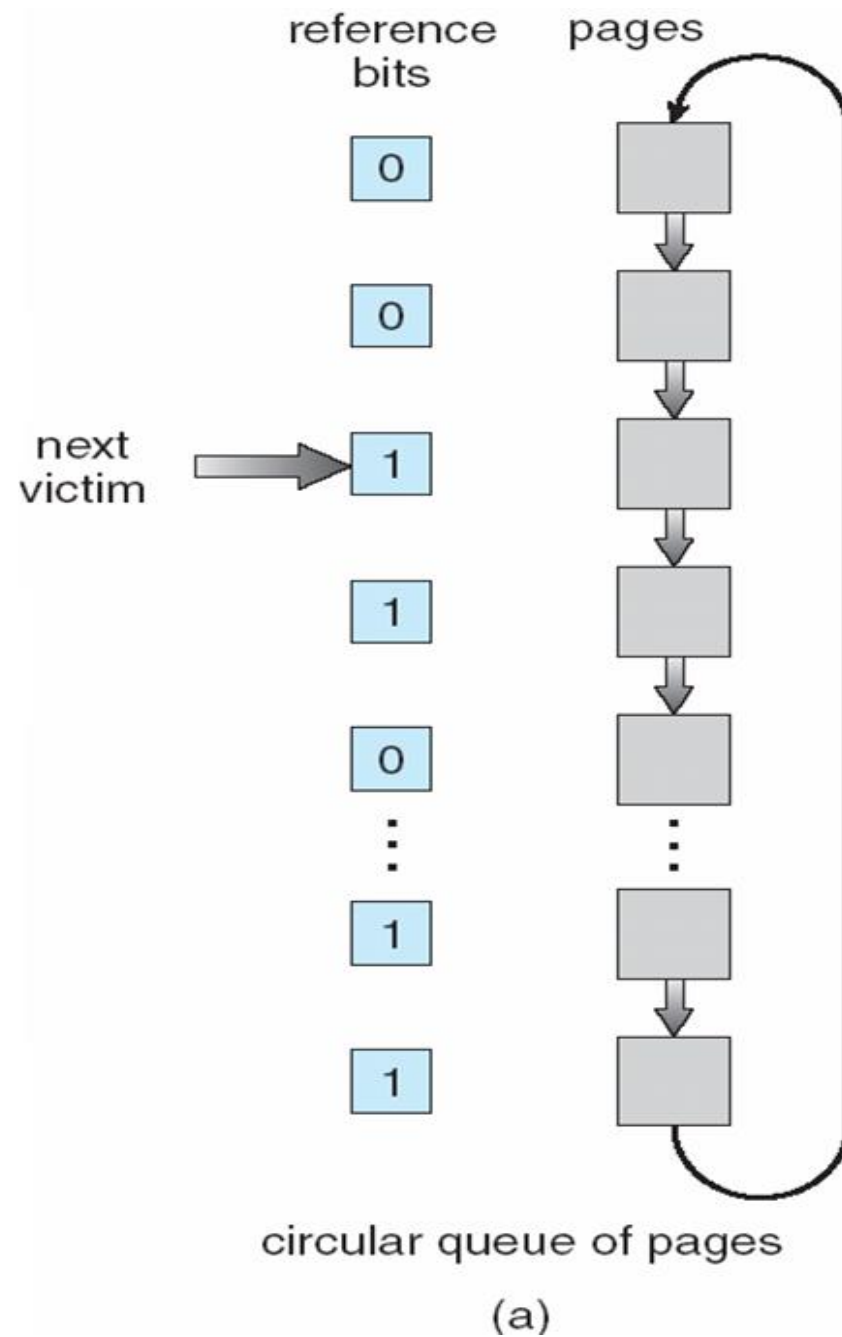 reference pages
bits
0
0
next
victim
1
1
0
1
1
circular queue of pages
(a)